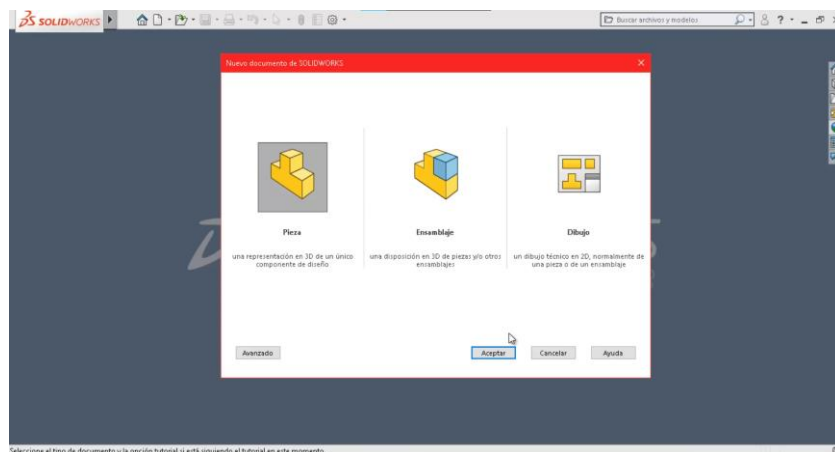 SOLIDWORKS
Buscar archivos y modelos
Nuevo documento de SOLIDWORKS
Pieza
una representación en 3D de un único
componente de diseño
Ensamblaje
una disposición en 3D de piezas y/o otros
ensamblajes
Dibujo
un dibujo técnico en 2D, normalmente de
una pieza o de un ensamblaje
Avanzado
Aceptar
Cancelar
Ayuda
Seleccione el tipo de documento y la opción tutorial si está siguiendo el tutorial en este momento.